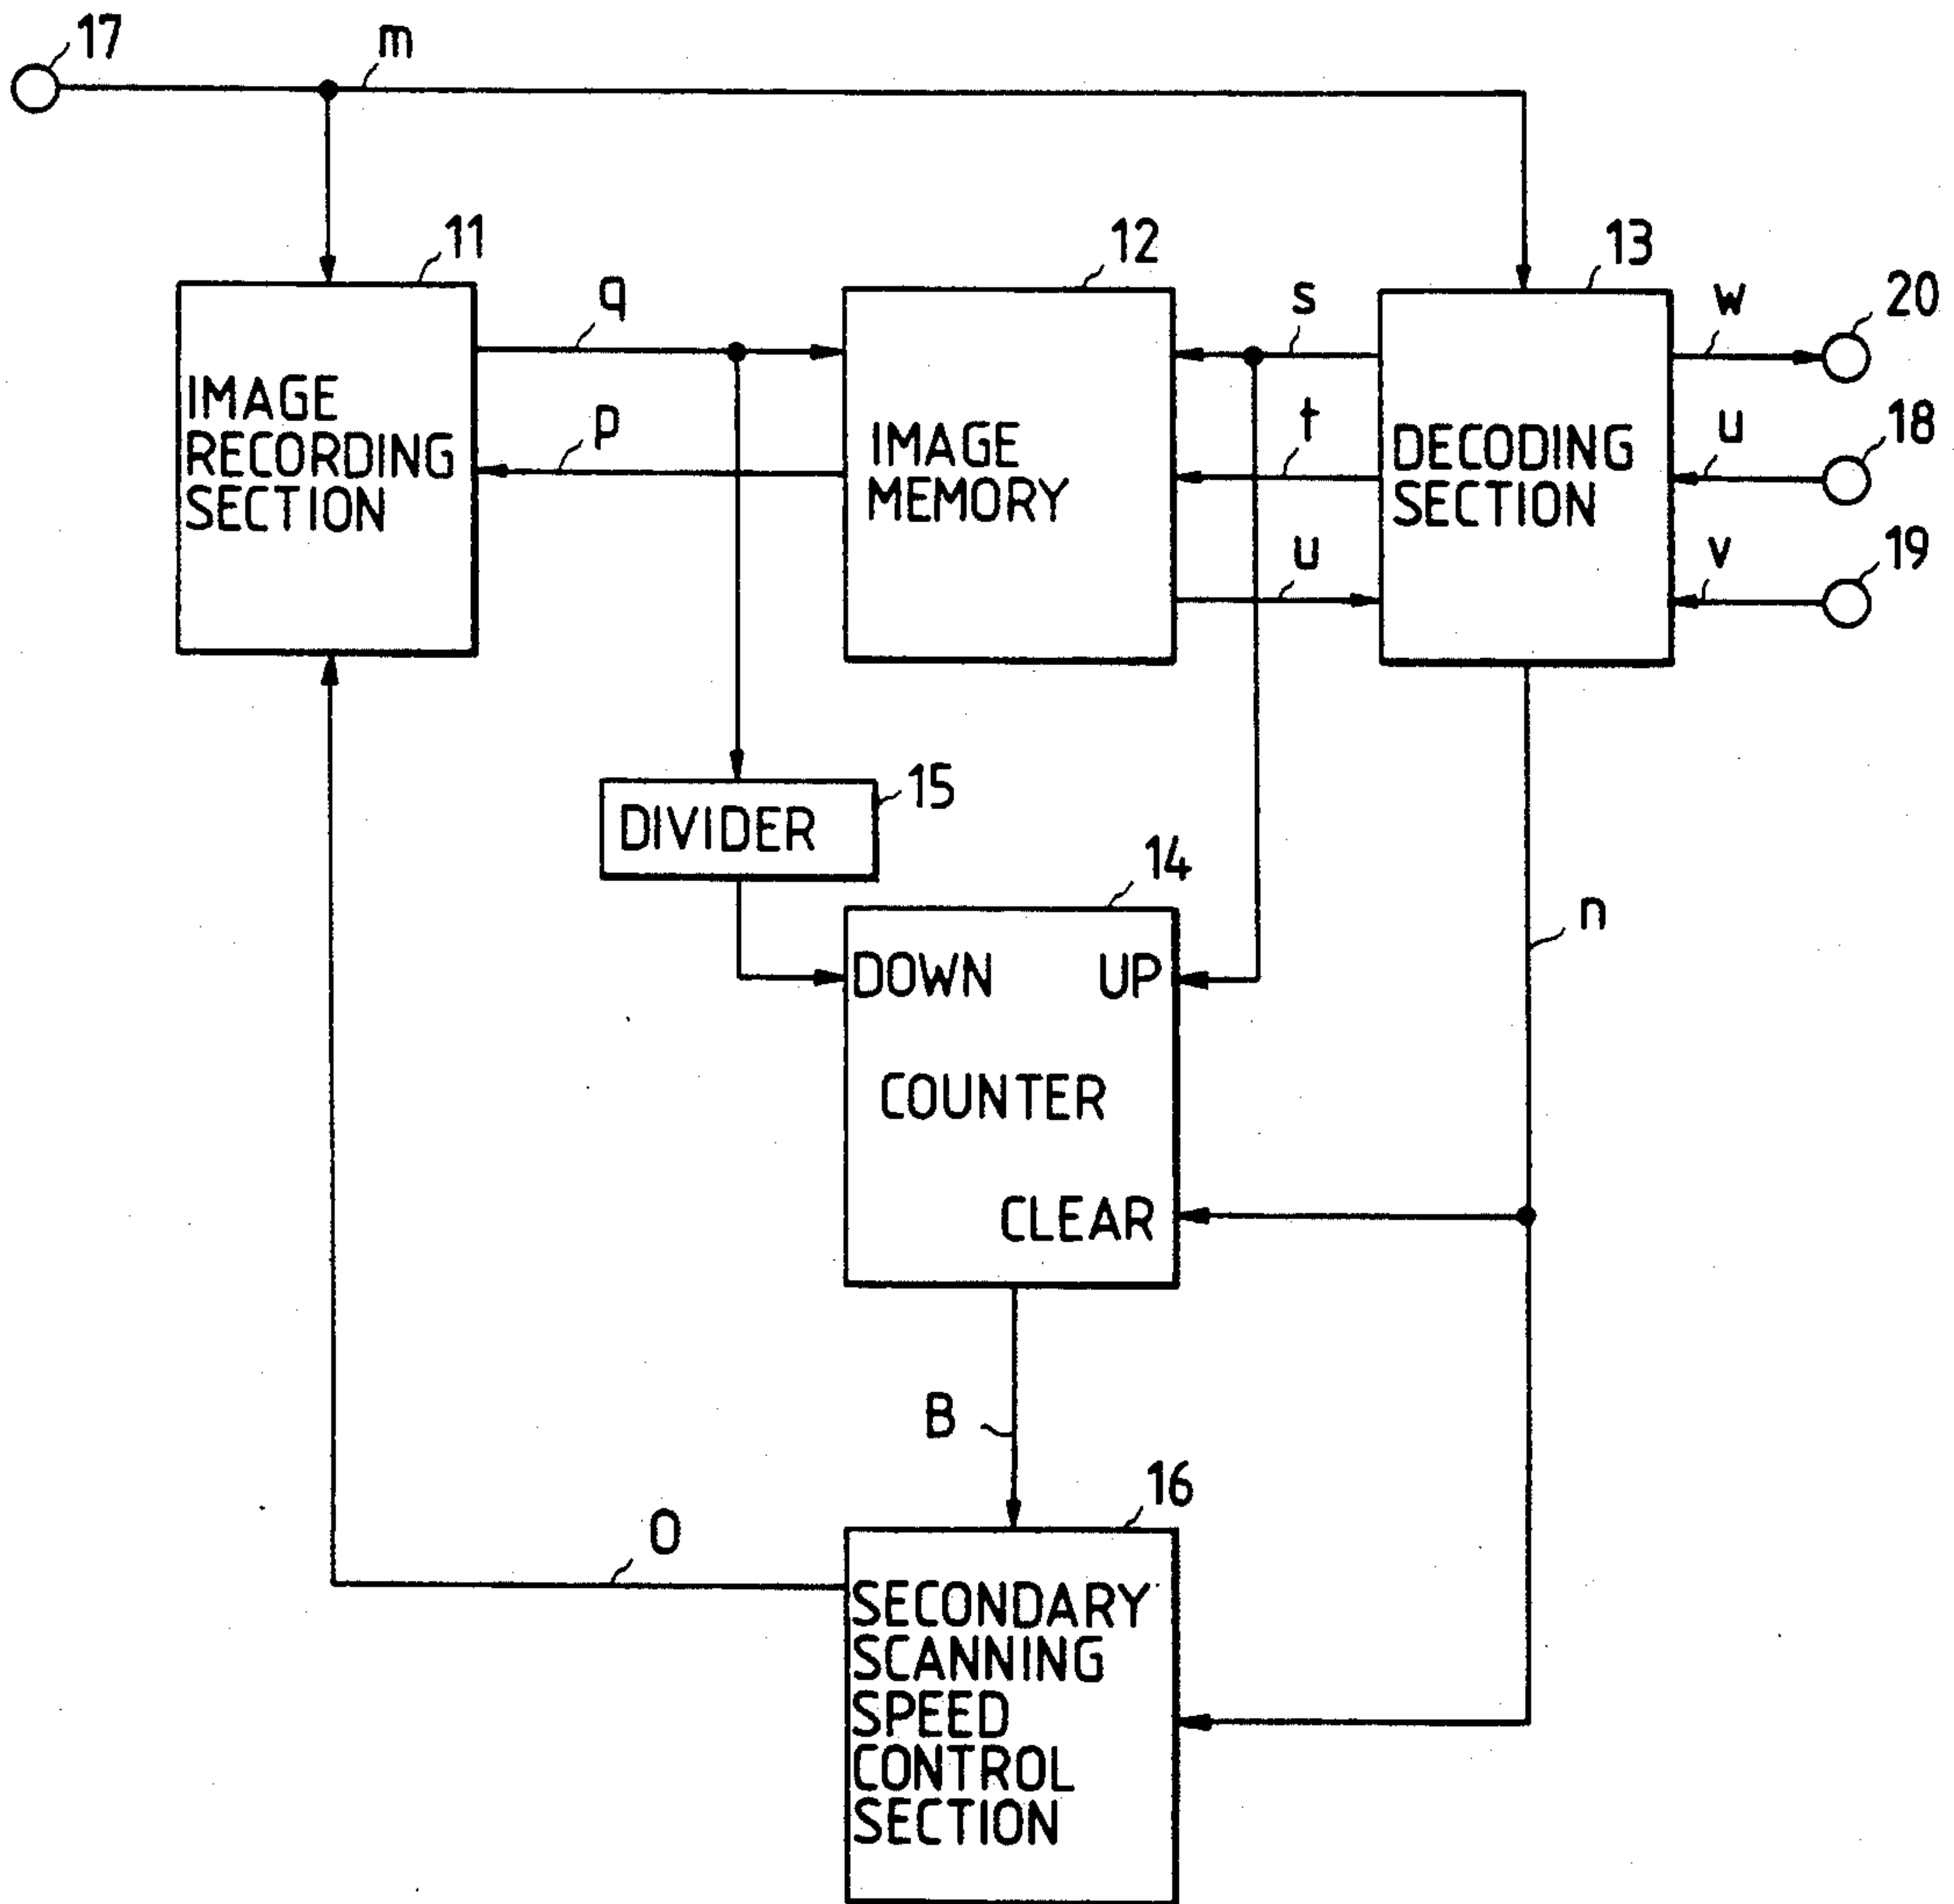 17
m
11
12
13
q
s
w
20
IMAGE
RECORDING
SECTION
p
IMAGE
MEMORY
t
DECODING
SECTION
u
18
u
v
19
15
DIVIDER
14
n
DOWN
UP
COUNTER
CLEAR
B
16
O
SECONDARY
SCANNING
SPEED
CONTROL
SECTION